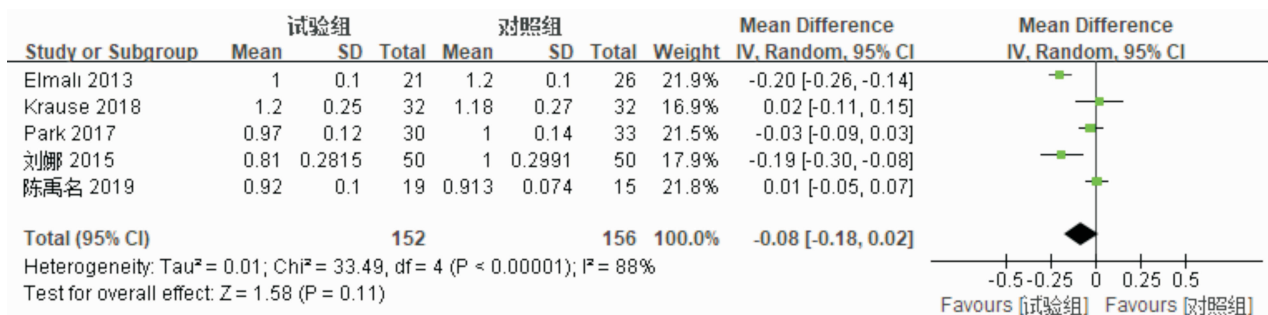 试验组 对照组 Mean Difference Mean Difference
Study or Subgroup Mean SD Total Mean SD Total Weight IV, Random, 95% CI IV, Random, 95% CI
Elmalı 2013 1 0.1 21 1.2 0.1 26 21.9% -0.20 [-0.26, -0.14]
Krause 2018 1.2 0.25 32 1.18 0.27 32 16.9% 0.02 [-0.11, 0.15]
Park 2017 0.97 0.12 30 1 0.14 33 21.5% -0.03 [-0.09, 0.03]
刘娜 2015 0.81 0.2815 50 1 0.2991 50 17.9% -0.19 [-0.30, -0.08]
陈禹名 2019 0.92 0.1 19 0.913 0.074 15 21.8% 0.01 [-0.05, 0.07]
Total (95% CI) 152 156 100.0% -0.08 [-0.18, 0.02]
Heterogeneity: Tau² = 0.01; Chi² = 33.49, df = 4 (P < 0.00001); I² = 88%
Test for overall effect: Z = 1.58 (P = 0.11)
-0.5 -0.25 0 0.25 0.5
Favours [试验组] Favours [对照组]